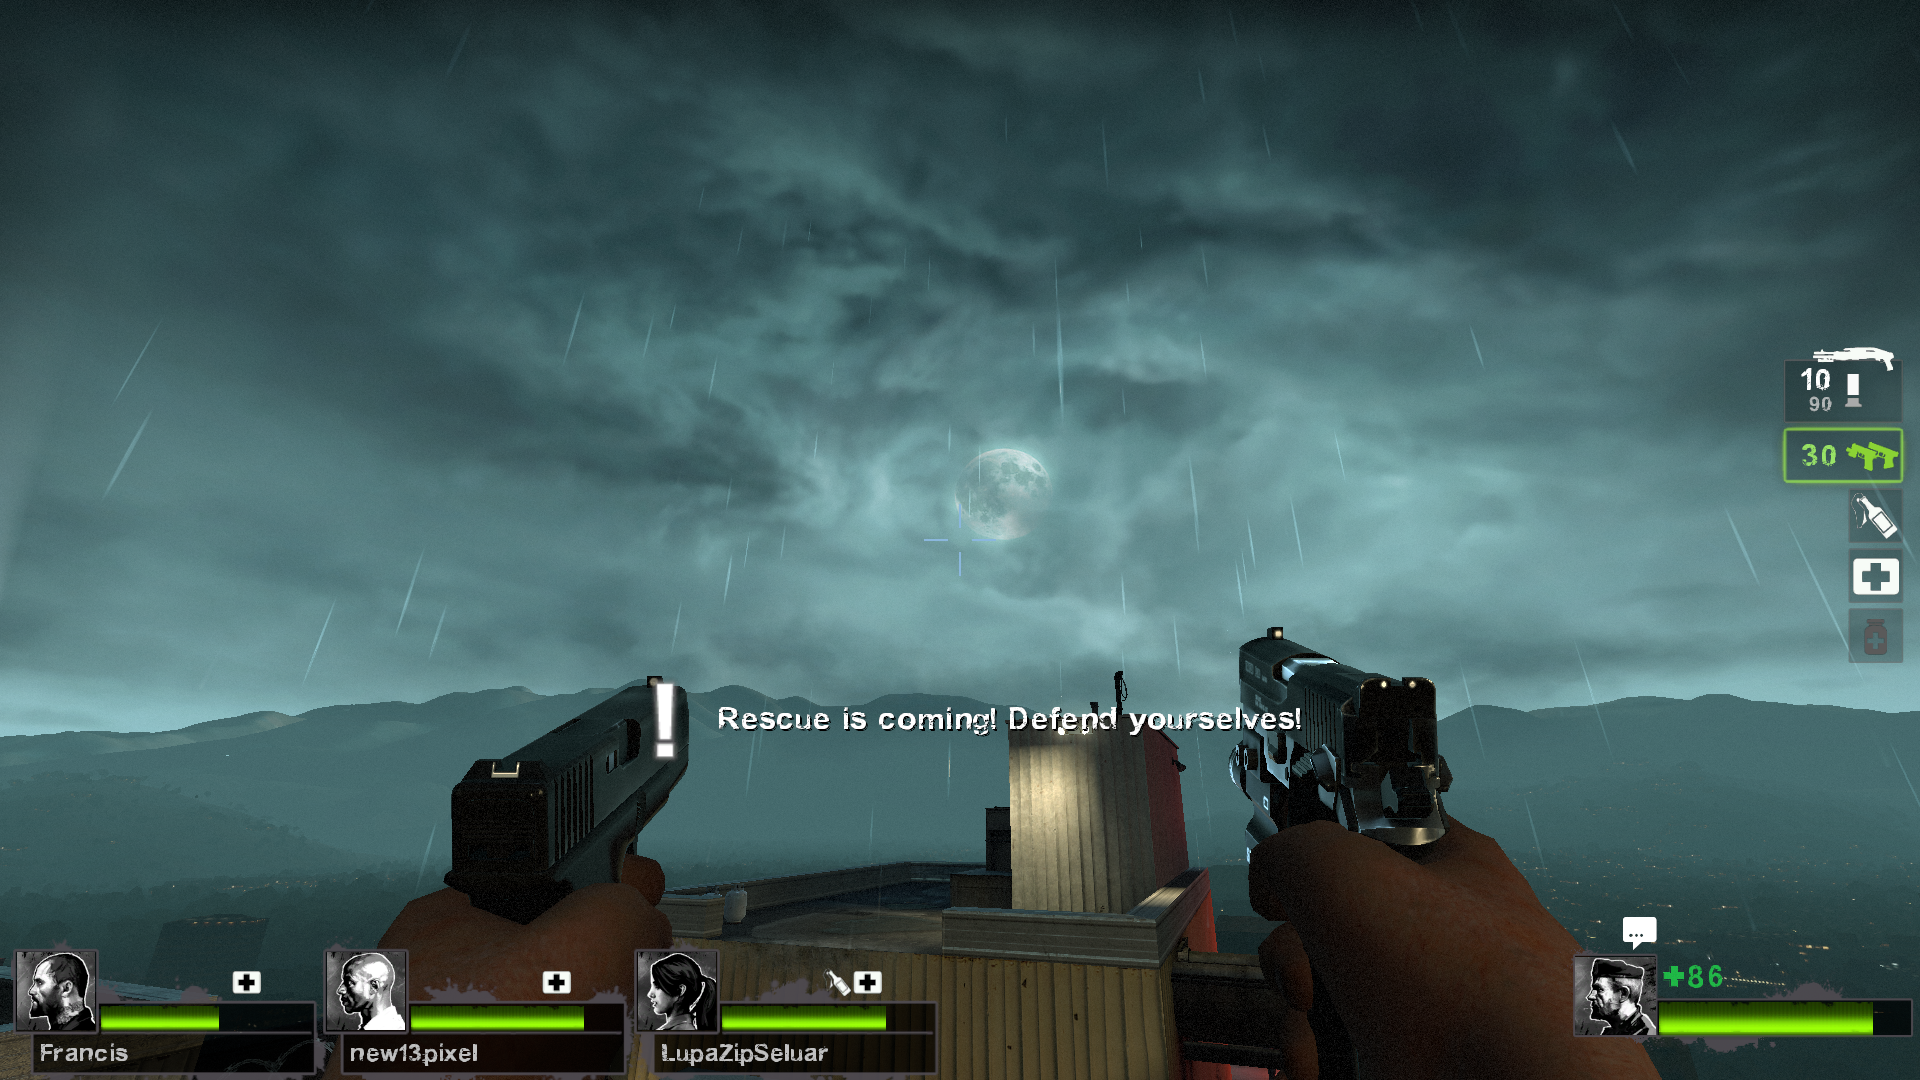 10
90
30
Rescue is coming! Defend yourselves!
+86
Francis
new13pixel
LupaZipSeluar